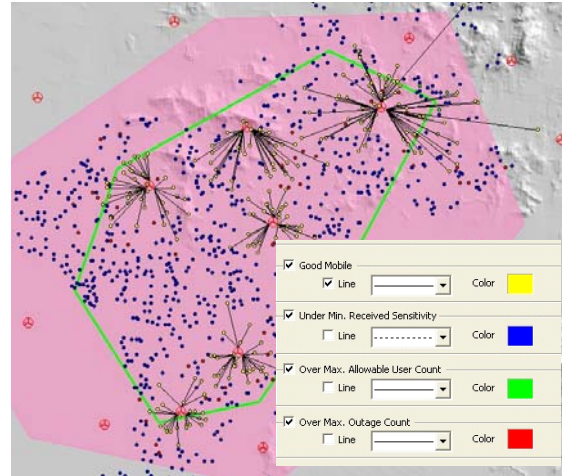 Good Mobile
Line Color
Under Min. Received Sensitivity
Line Color
Over Max. Allowable User Count
Line Color
Over Max. Outage Count
Line Color